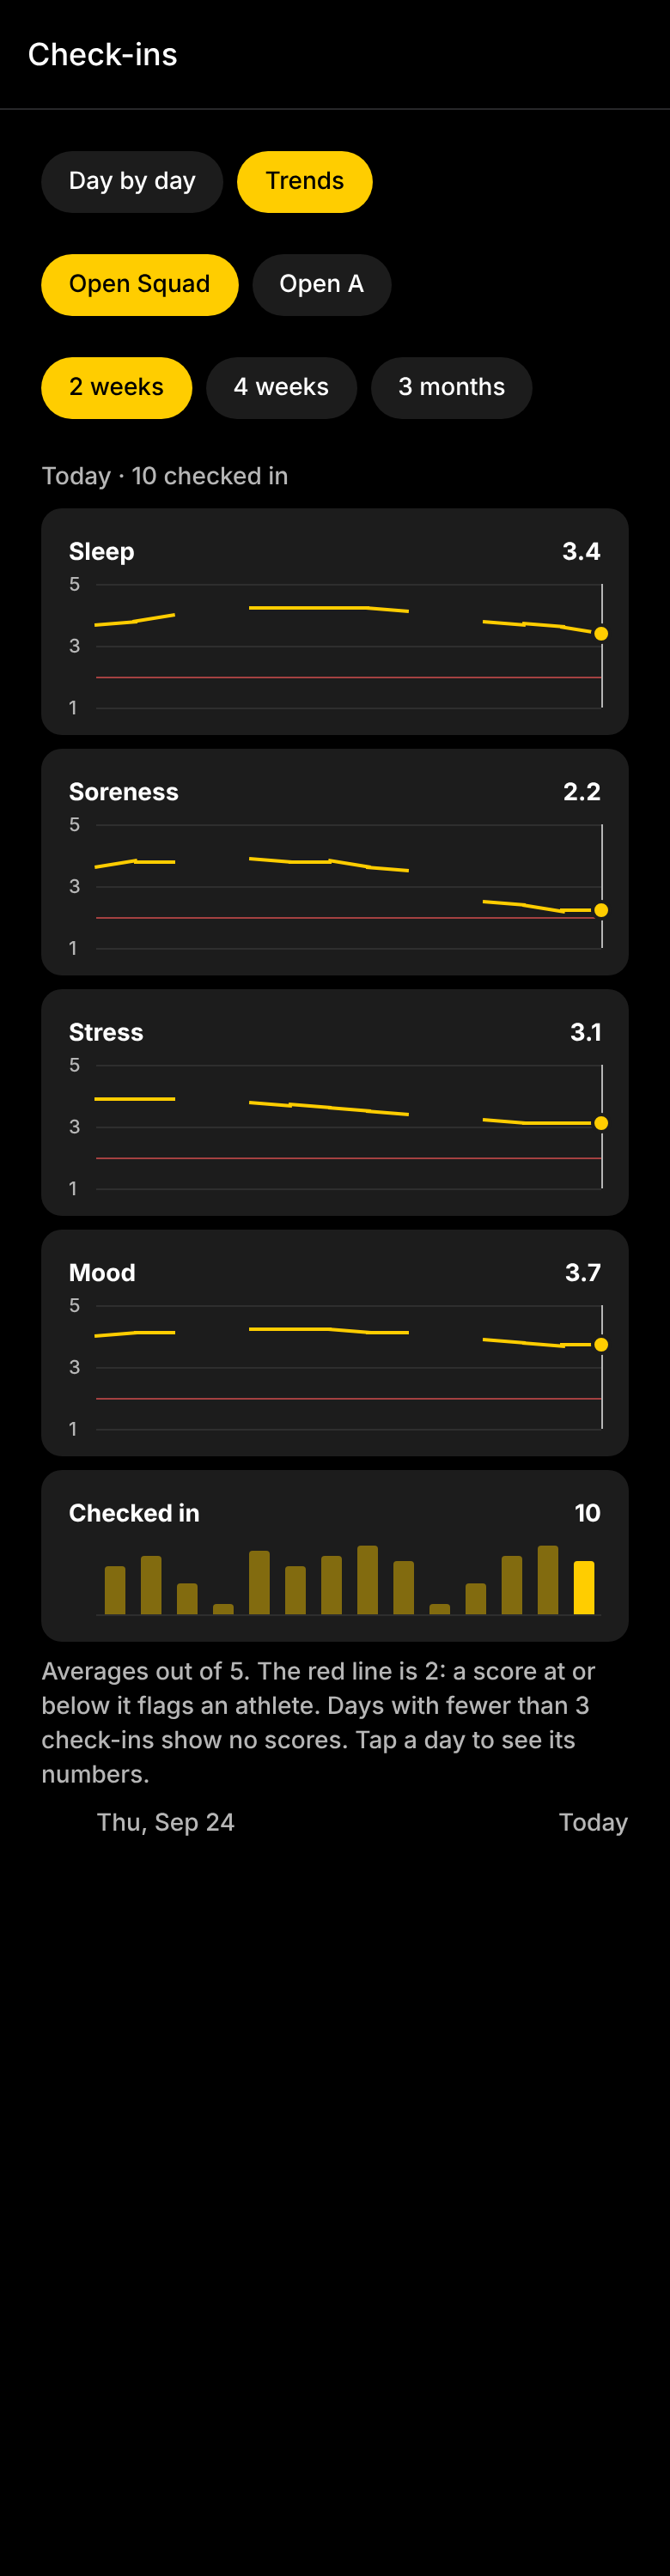 Check-ins
Day by day Trends
Open Squad Open A
2 weeks 4 weeks 3 months
Today · 10 checked in
Sleep 3.4
5
3
1
Soreness 2.2
5
3
1
Stress 3.1
5
3
1
Mood 3.7
5
3
1
Checked in 10
Averages out of 5. The red line is 2: a score at or
below it flags an athlete. Days with fewer than 3
check-ins show no scores. Tap a day to see its
numbers.
Thu, Sep 24 Today